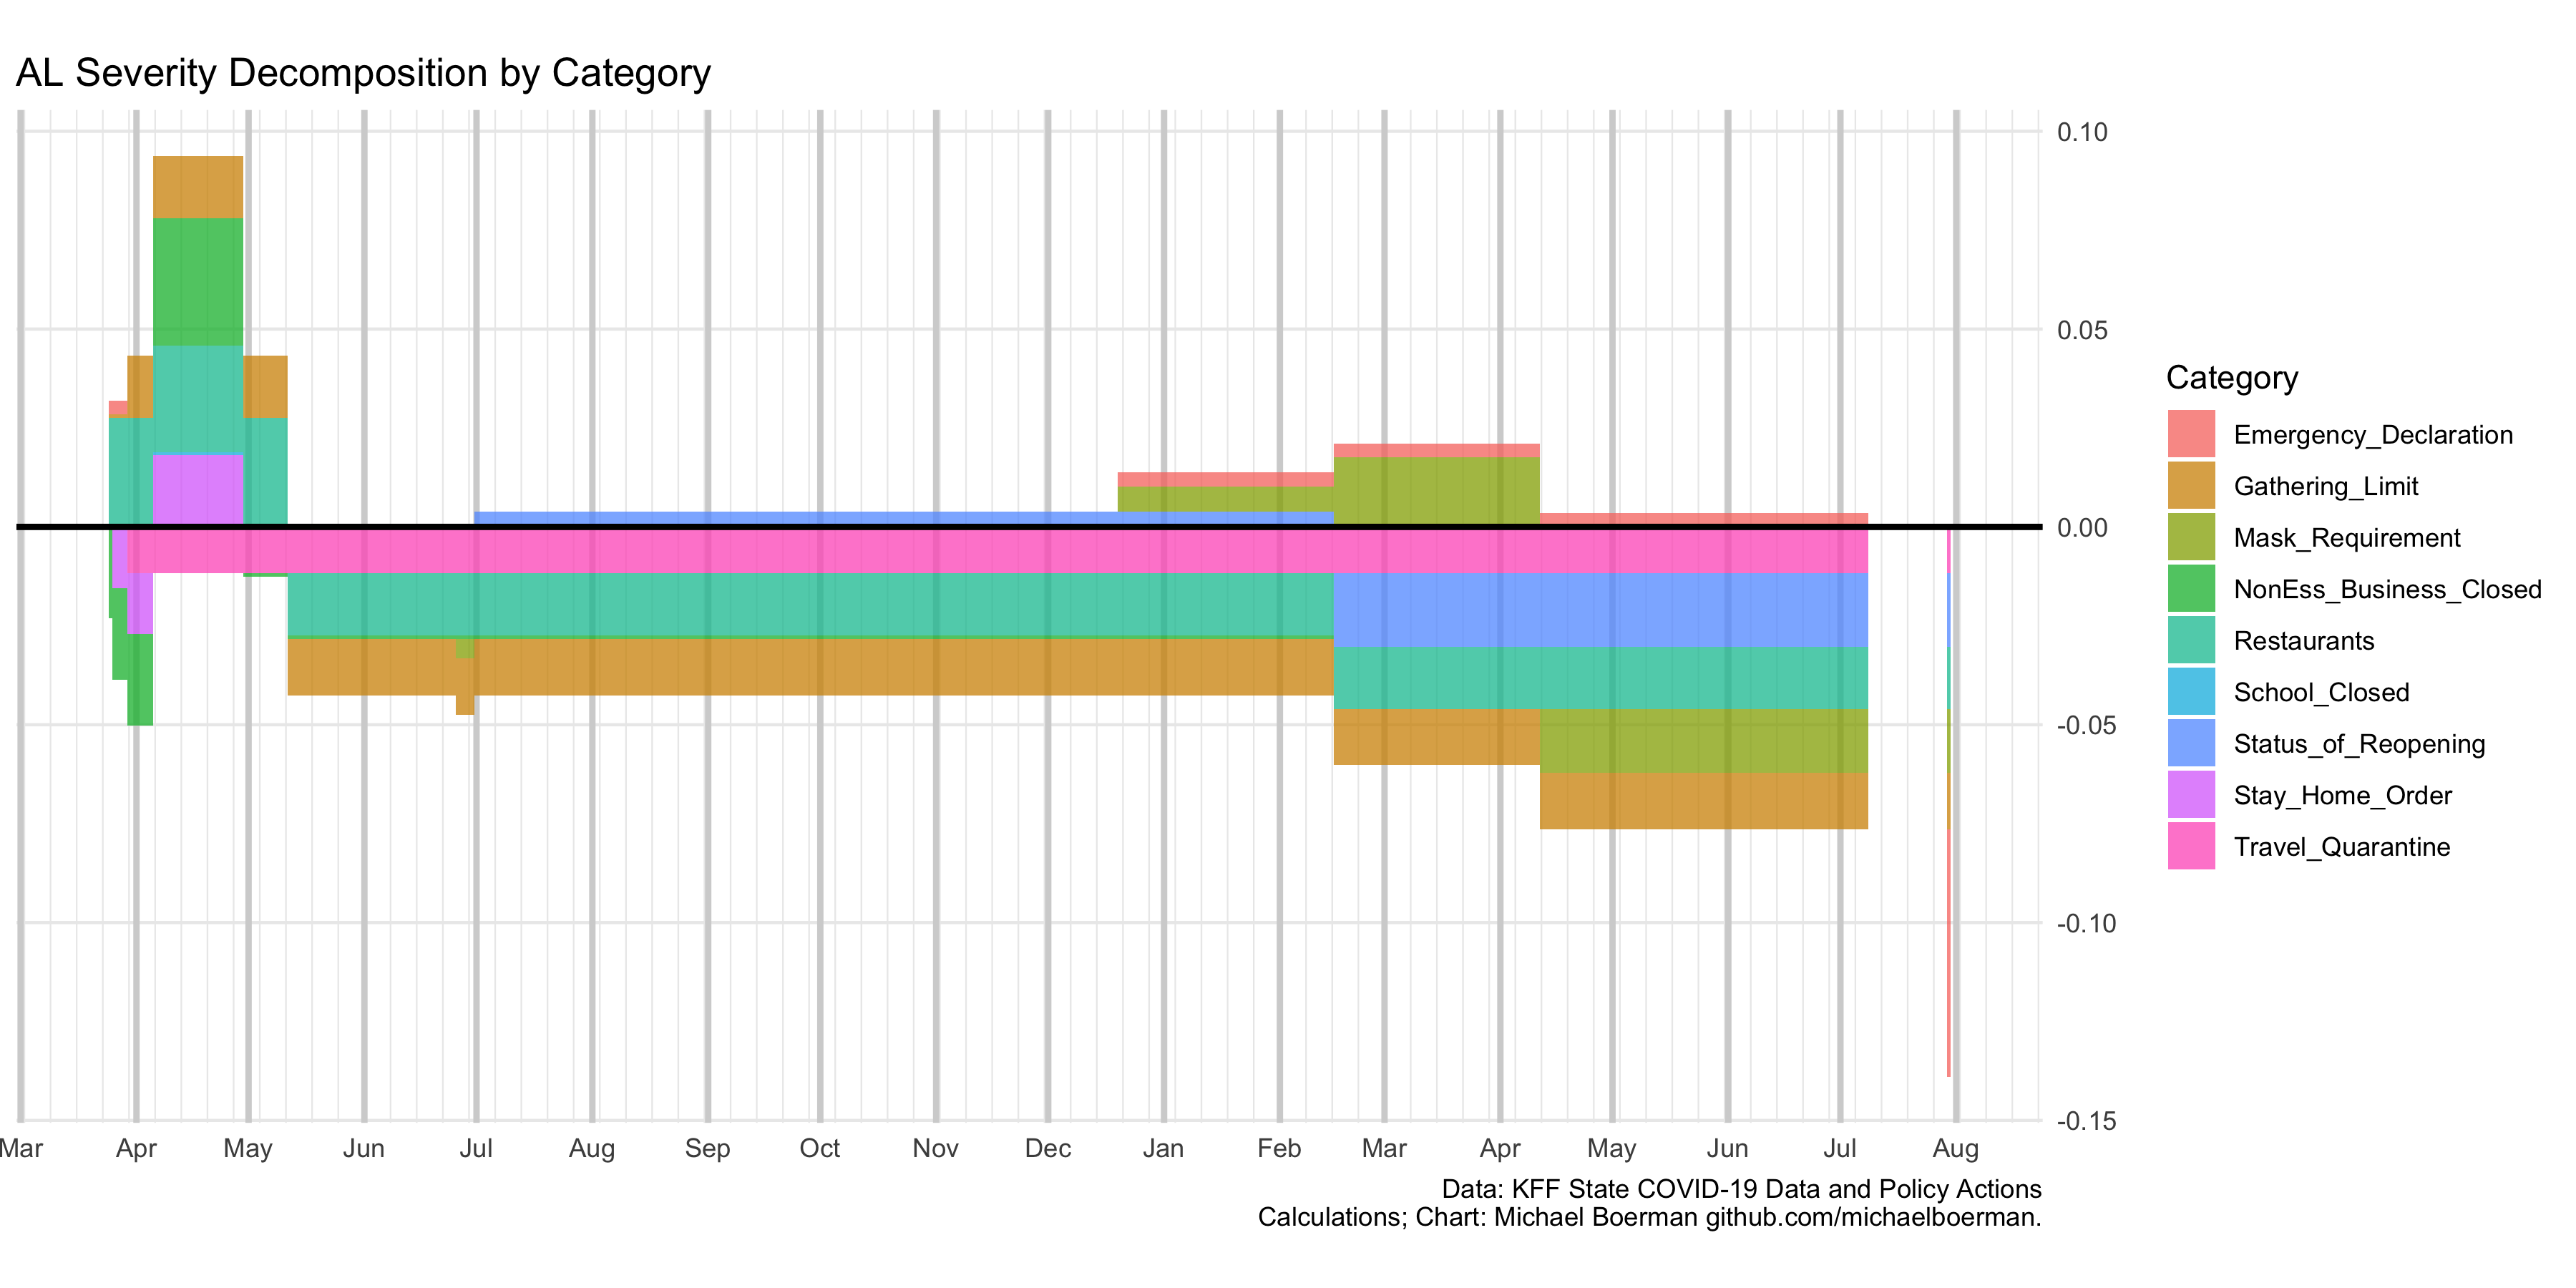 AL Severity Decomposition by Category
0.10
0.05
0.00
-0.05
-0.10
-0.15
Mar Apr May Jun Jul Aug Sep Oct Nov Dec Jan Feb Mar Apr May Jun Jul Aug
Data: KFF State COVID-19 Data and Policy Actions
Calculations; Chart: Michael Boerman github.com/michaelboerman.
Category
Emergency_Declaration
Gathering_Limit
Mask_Requirement
NonEss_Business_Closed
Restaurants
School_Closed
Status_of_Reopening
Stay_Home_Order
Travel_Quarantine